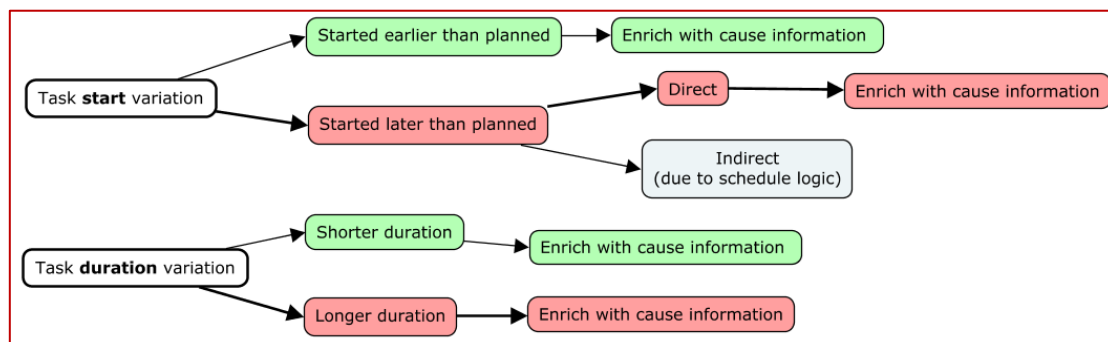 Started earlier than planned
Enrich with cause information
Task start variation
Direct
Enrich with cause information
Started later than planned
Indirect
(due to schedule logic)
Shorter duration
Enrich with cause information
Task duration variation
Longer duration
Enrich with cause information